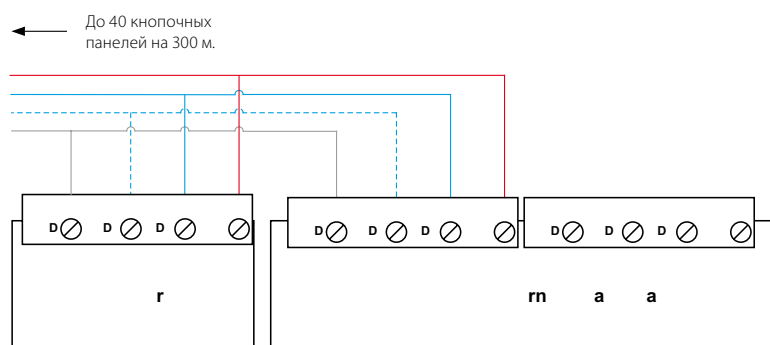 До 40 кнопочных
панелей на 300 м.
D D D
D D D
D D D
r
rn a a